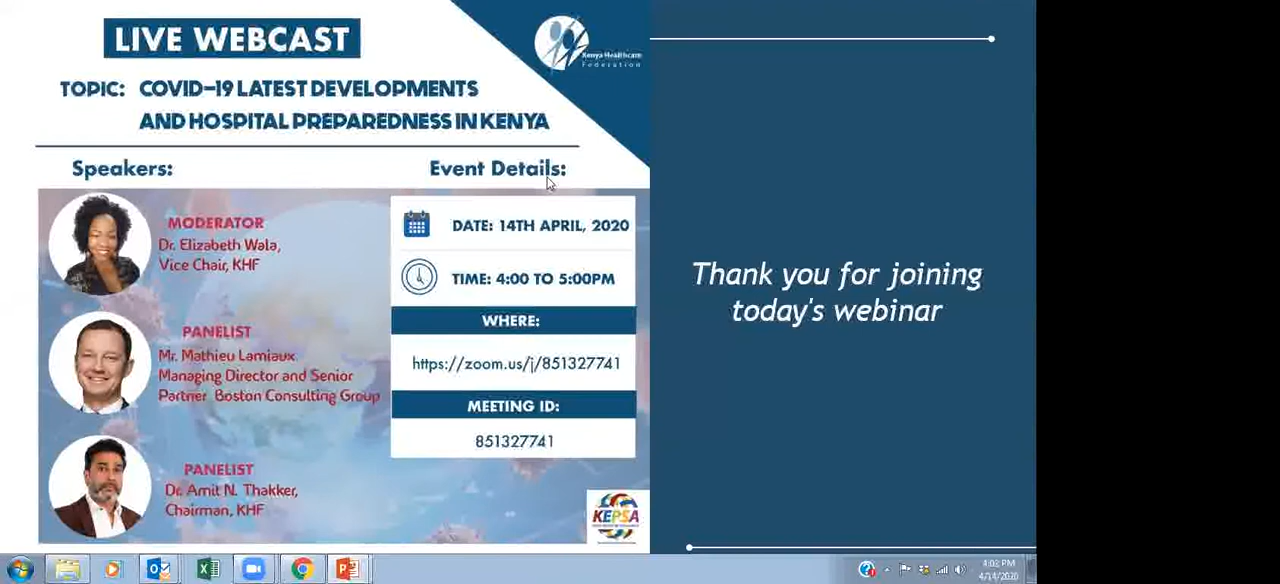 LIVE WEBCAST
Kenya Healthcare
Federation
TOPIC: COVID-19 LATEST DEVELOPMENTS
AND HOSPITAL PREPAREDNESS IN KENYA
Speakers:
MODERATOR
Dr. Elizabeth Wala,
Vice Chair, KHF
PANELIST
Mr. Mathieu Lamiaux
Managing Director and Senior
Partner Boston Consulting Group
PANELIST
Dr. Amit N. Thakker,
Chairman, KHF
Event Details:
DATE: 14TH APRIL, 2020
TIME: 4:00 TO 5:00PM
WHERE:
https://zoom.us/j/851327741
MEETING ID:
851327741
KEPSA
Thank you for joining
today's webinar
4:02 PM
4/14/2020